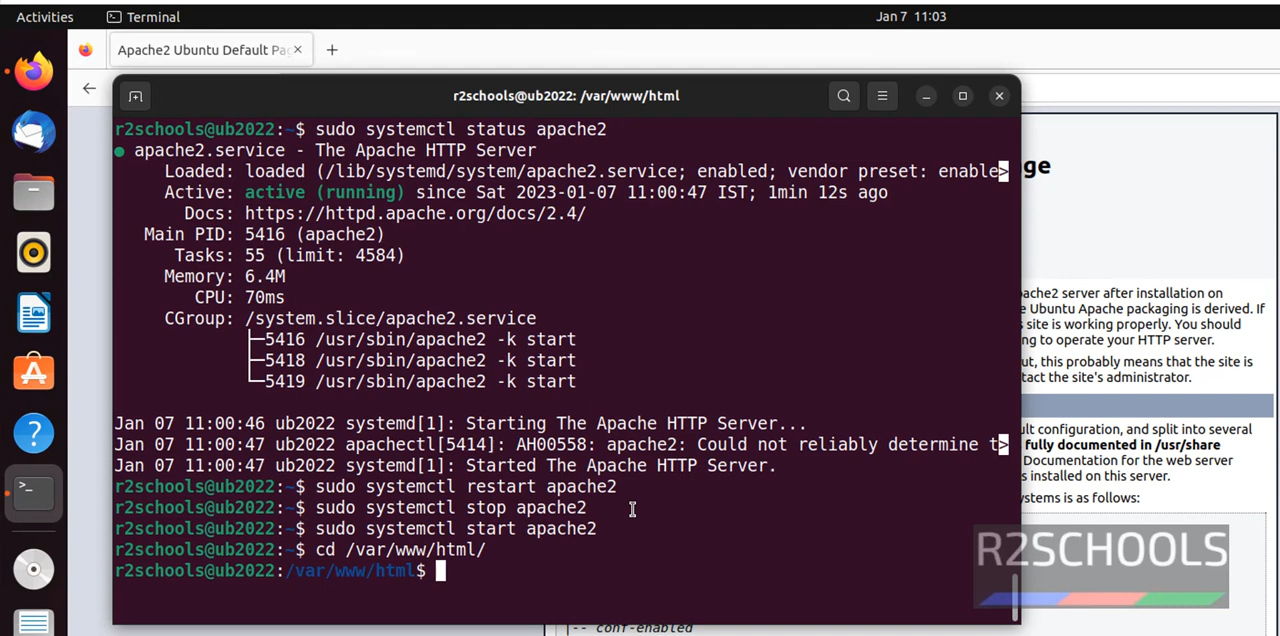 Activities Terminal Jan 7 11:03
Apache2 Ubuntu Default Pa
r2schools@ub2022: /var/www/html
r2schools@ub2022:~$ sudo systemctl status apache2
● apache2.service - The Apache HTTP Server
Loaded: loaded (/lib/systemd/system/apache2.service; enabled; vendor preset: enable>
Active: active (running) since Sat 2023-01-07 11:00:47 IST; 1min 12s ago
Docs: https://httpd.apache.org/docs/2.4/
Main PID: 5416 (apache2)
Tasks: 55 (limit: 4584)
Memory: 6.4M
CPU: 70ms
CGroup: /system.slice/apache2.service
├─5416 /usr/sbin/apache2 -k start
├─5418 /usr/sbin/apache2 -k start
└─5419 /usr/sbin/apache2 -k start
Jan 07 11:00:46 ub2022 systemd[1]: Starting The Apache HTTP Server...
Jan 07 11:00:47 ub2022 apachectl[5414]: AH00558: apache2: Could not reliably determine t>
Jan 07 11:00:47 ub2022 systemd[1]: Started The Apache HTTP Server.
r2schools@ub2022:~$ sudo systemctl restart apache2
r2schools@ub2022:~$ sudo systemctl stop apache2
r2schools@ub2022:~$ sudo systemctl start apache2
r2schools@ub2022:~$ cd /var/www/html/
r2schools@ub2022:/var/www/html$
ge
ache2 server after installation on
e Ubuntu Apache packaging is derived. If
s site is working properly. You should
ng to operate your HTTP server.
out, this probably means that the site is
tact the site's administrator.
ult configuration, and split into several
fully documented in /usr/share
Documentation for the web server
s installed on this server.
ystems is as follows:
R2SCHOOLS
|-- conf-enabled